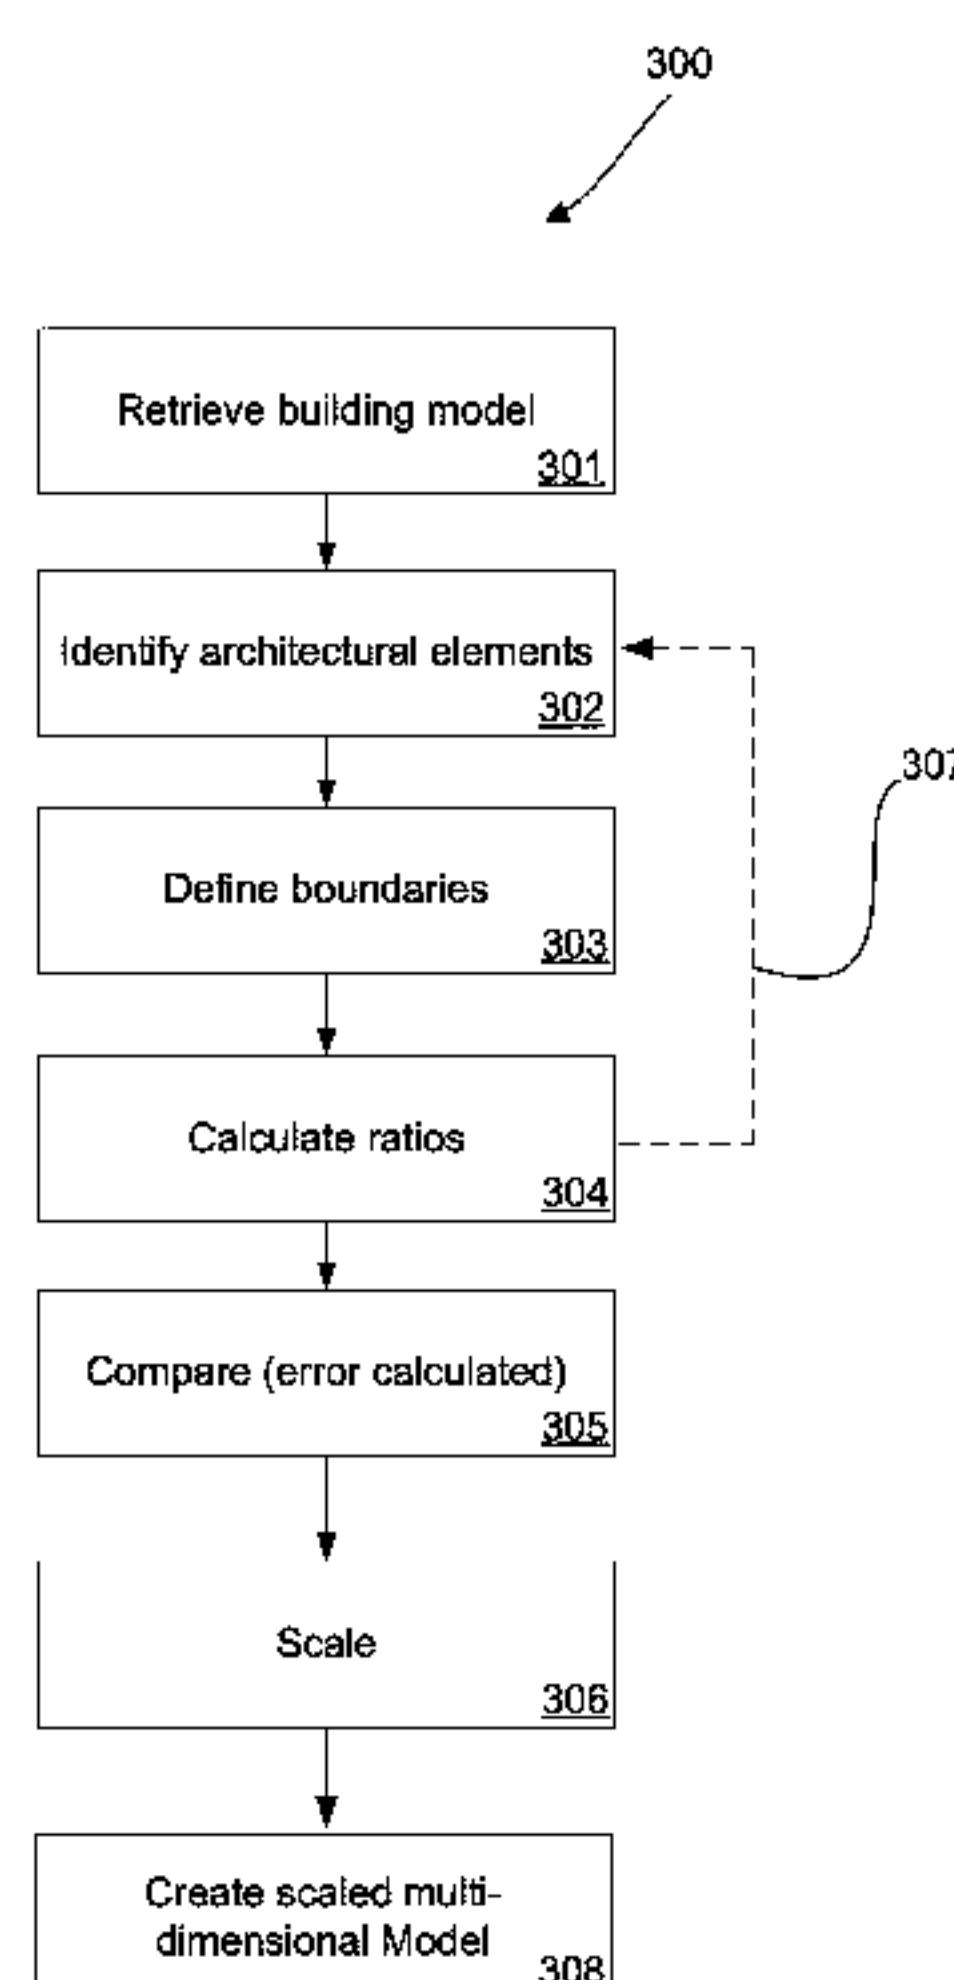 300
Retrieve building model
301
Identify architectural elements
302
307
Define boundaries
303
Calculate ratios
304
Compare (error calculated)
305
Scale
306
Create scaled multi-
dimensional Model
308